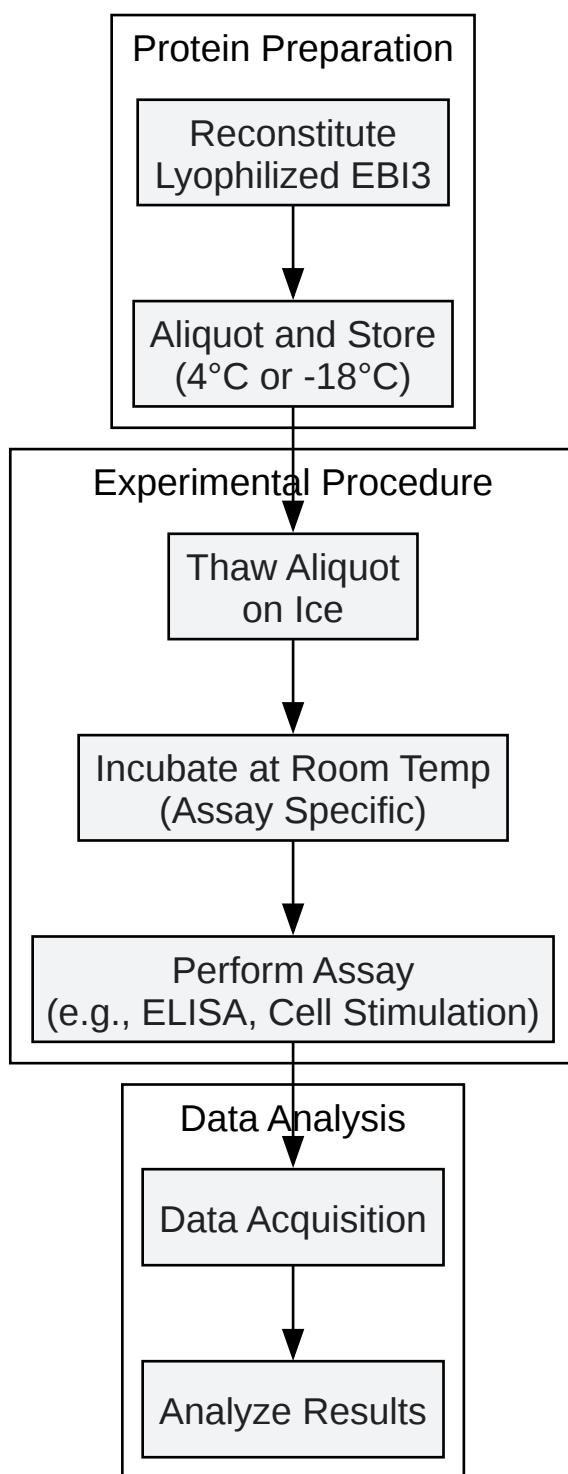 Protein Preparation
Reconstitute
Lyophilized EBI3
Aliquot and Store
(4°C or -18°C)
Experimental Procedure
Thaw Aliquot
on Ice
Incubate at Room Temp
(Assay Specific)
Perform Assay
(e.g., ELISA, Cell Stimulation)
Data Analysis
Data Acquisition
Analyze Results